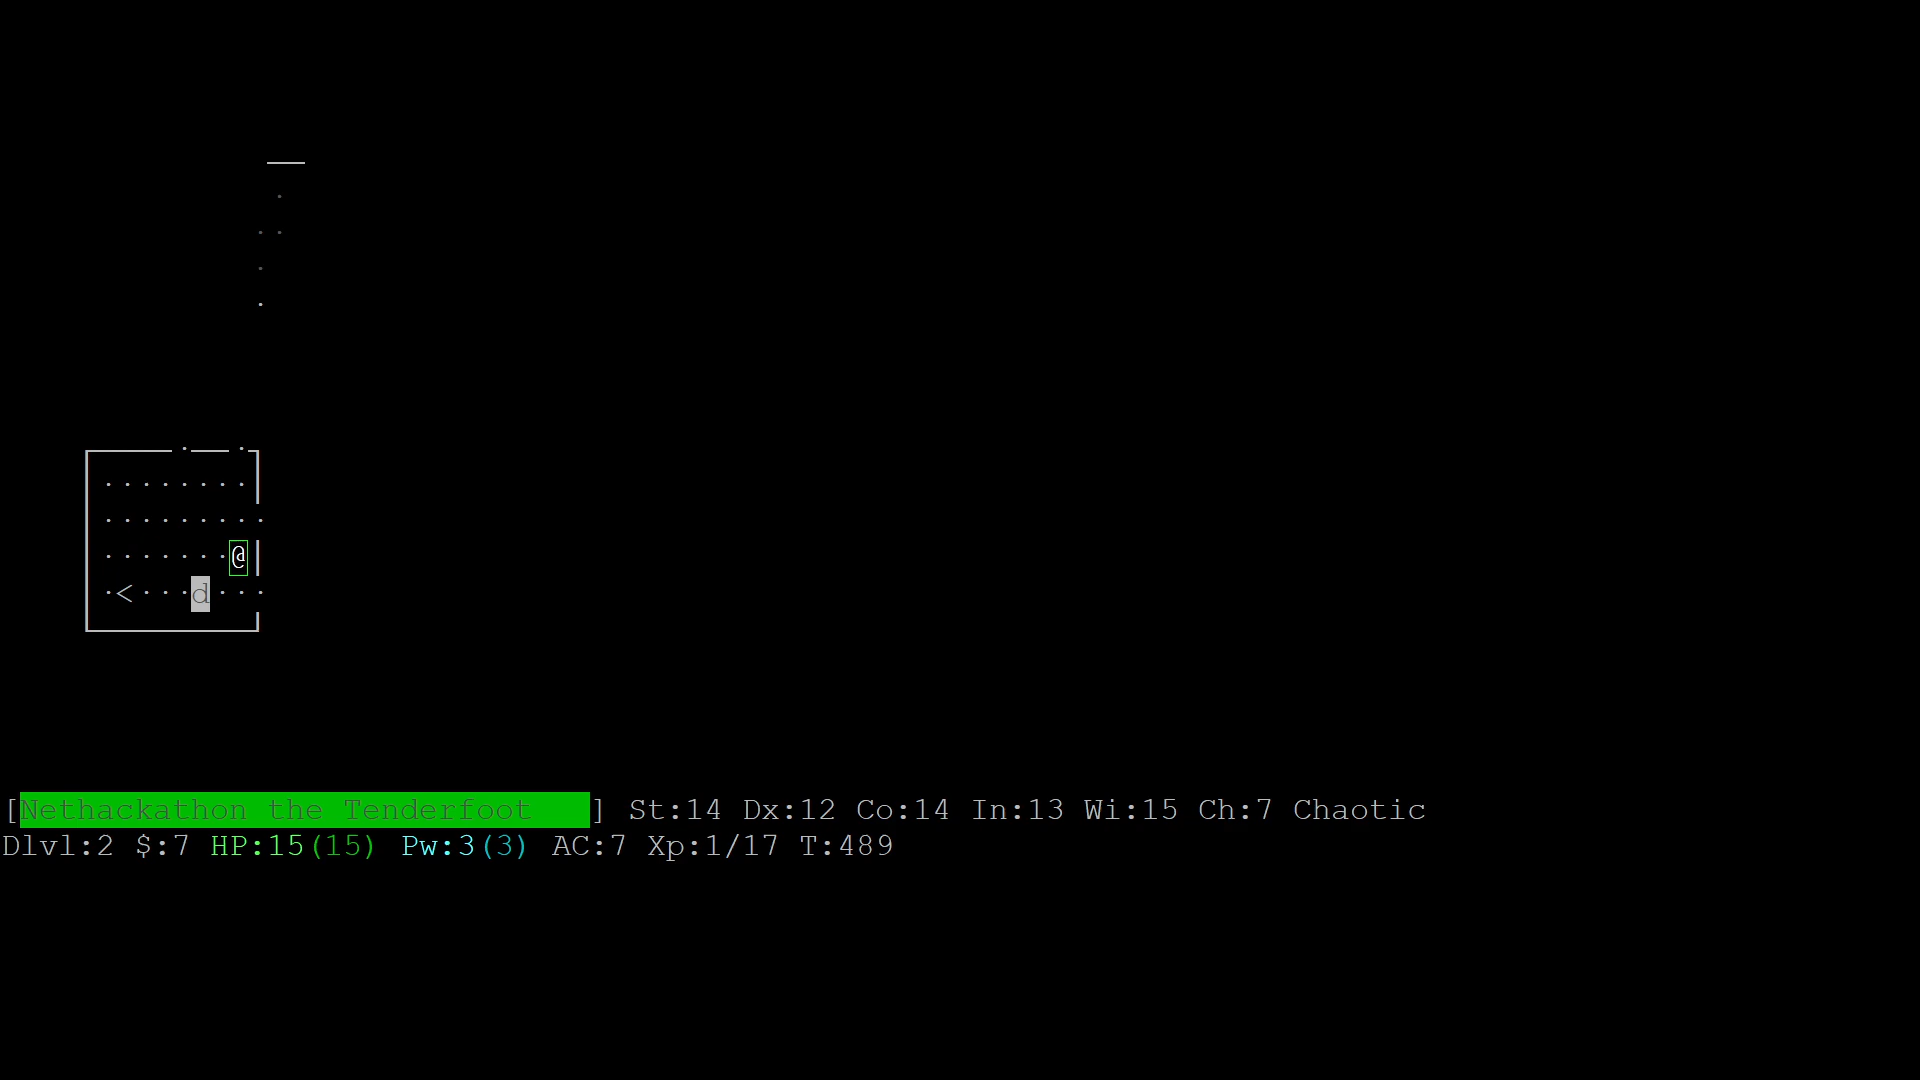 [Nethackathon the Tenderfoot   ] St:14 Dx:12 Co:14 In:13 Wi:15 Ch:7 Chaotic
Dlvl:2 $:7 HP:15(15) Pw:3(3) AC:7 Xp:1/17 T:489